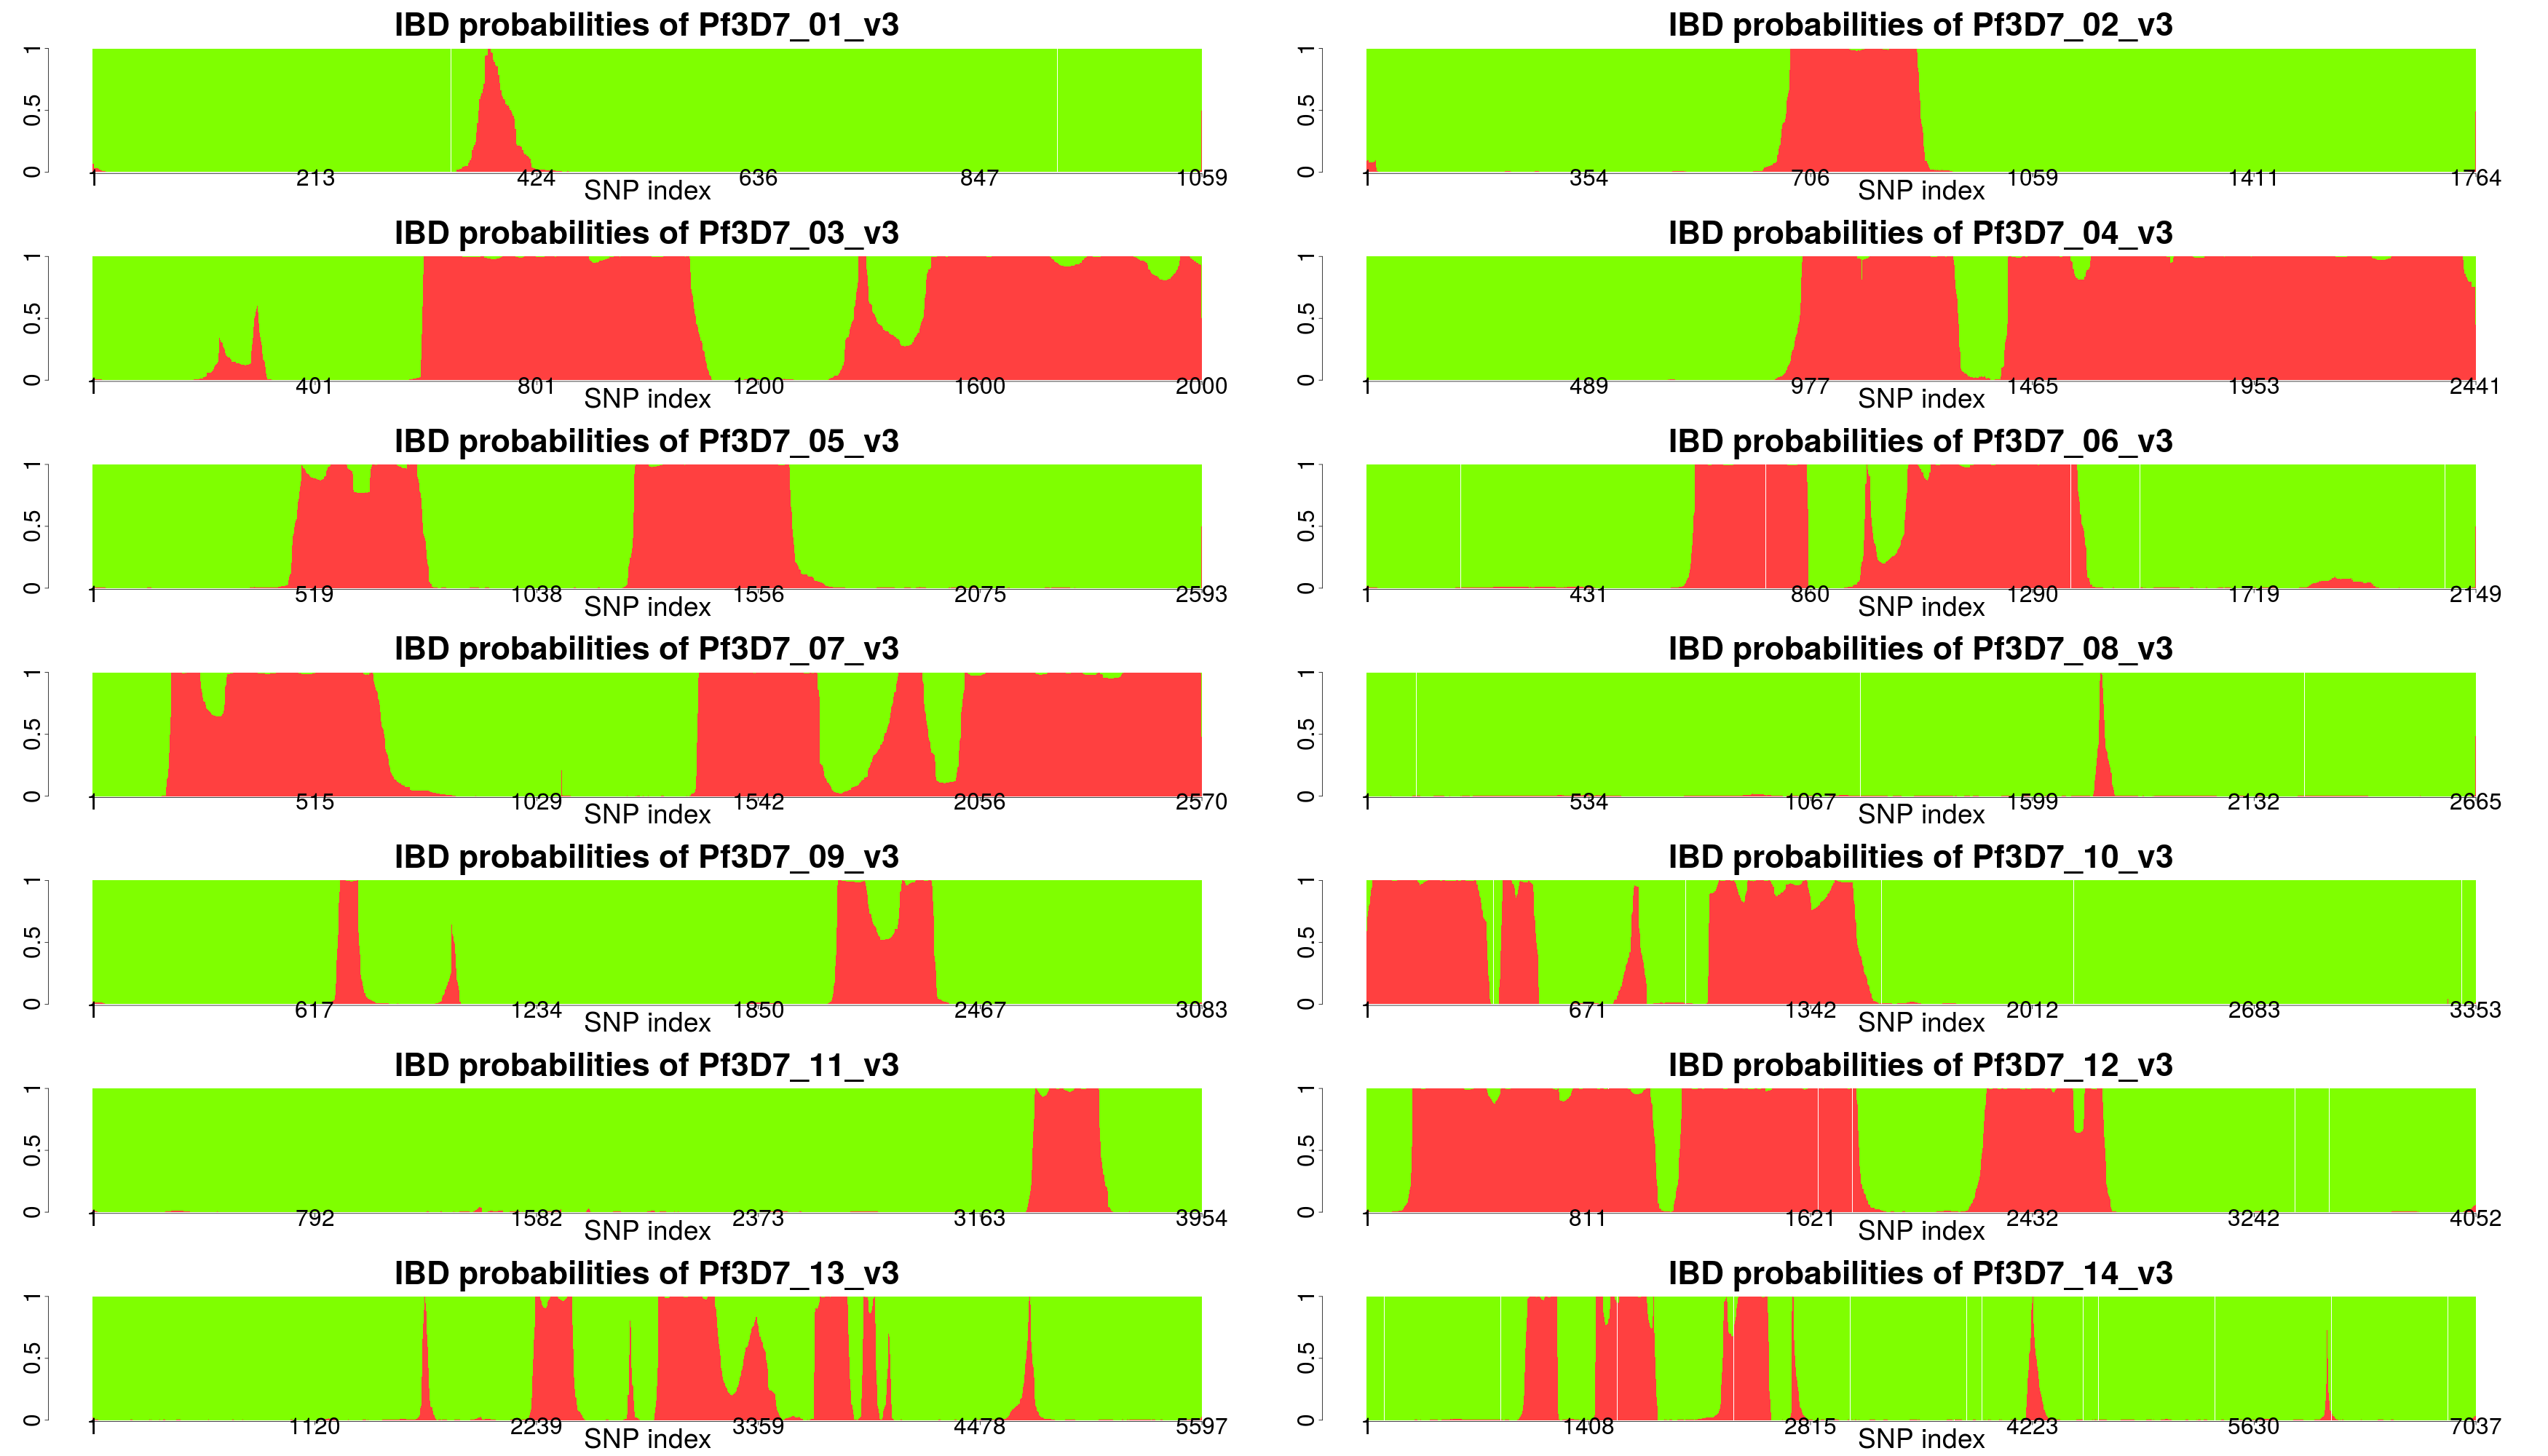 IBD probabilities of Pf3D7_01_v3
0 0.5 1
1 213 424 636 847 1059
SNP index
IBD probabilities of Pf3D7_02_v3
0 0.5 1
1 354 706 1059 1411 1764
SNP index
IBD probabilities of Pf3D7_03_v3
0 0.5 1
1 401 801 1200 1600 2000
SNP index
IBD probabilities of Pf3D7_04_v3
0 0.5 1
1 489 977 1465 1953 2441
SNP index
IBD probabilities of Pf3D7_05_v3
0 0.5 1
1 519 1038 1556 2075 2593
SNP index
IBD probabilities of Pf3D7_06_v3
0 0.5 1
1 431 860 1290 1719 2149
SNP index
IBD probabilities of Pf3D7_07_v3
0 0.5 1
1 515 1029 1542 2056 2570
SNP index
IBD probabilities of Pf3D7_08_v3
0 0.5 1
1 534 1067 1599 2132 2665
SNP index
IBD probabilities of Pf3D7_09_v3
0 0.5 1
1 617 1234 1850 2467 3083
SNP index
IBD probabilities of Pf3D7_10_v3
0 0.5 1
1 671 1342 2012 2683 3353
SNP index
IBD probabilities of Pf3D7_11_v3
0 0.5 1
1 792 1582 2373 3163 3954
SNP index
IBD probabilities of Pf3D7_12_v3
0 0.5 1
1 811 1621 2432 3242 4052
SNP index
IBD probabilities of Pf3D7_13_v3
0 0.5 1
1 1120 2239 3359 4478 5597
SNP index
IBD probabilities of Pf3D7_14_v3
0 0.5 1
1 1408 2815 4223 5630 7037
SNP index